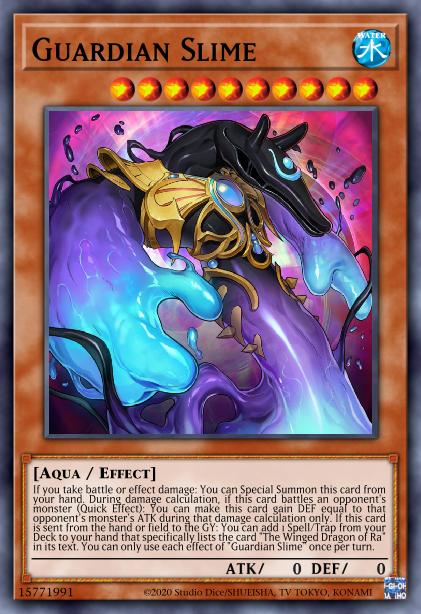 GUARDIAN SLIME
WATER
水
[AQUA / EFFECT]
If you take battle or effect damage: You can Special Summon this card from
your hand. During damage calculation, if this card battles an opponent's
monster (Quick Effect): You can make this card gain DEF equal to that
opponent's monster's ATK during that damage calculation only. If this card
is sent from the hand or field to the GY: You can add 1 Spell/Trap from your
Deck to your hand that specifically lists the card "The Winged Dragon of Ra"
in its text. You can only use each effect of "Guardian Slime" once per turn.
ATK/ 0 DEF/ 0
15771991 ©2020 Studio Dice/SHUEISHA, TV TOKYO, KONAMI